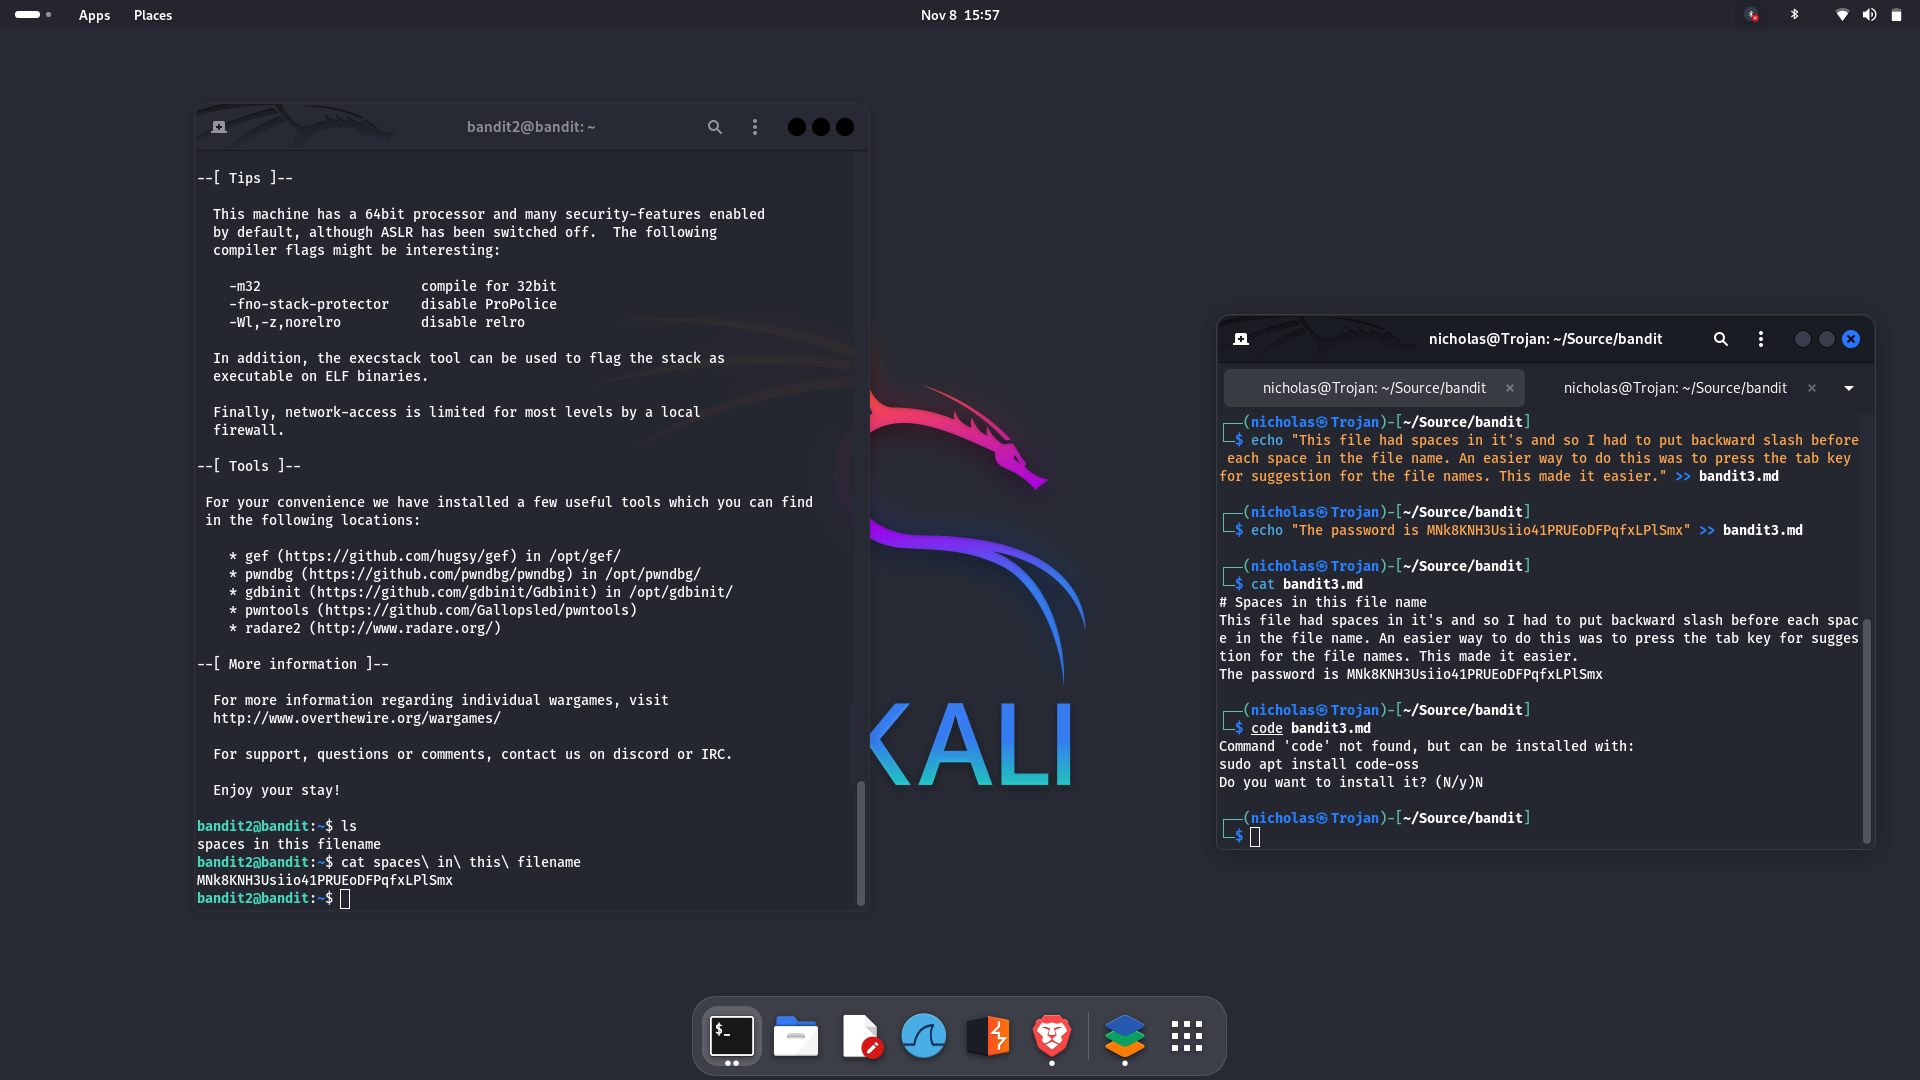 Apps Places Nov 8 15:57
bandit2@bandit: ~
--[ Tips ]--
This machine has a 64bit processor and many security-features enabled
by default, although ASLR has been switched off.  The following
compiler flags might be interesting:
-m32                    compile for 32bit
-fno-stack-protector    disable ProPolice
-Wl,-z,norelro          disable relro
In addition, the execstack tool can be used to flag the stack as
executable on ELF binaries.
Finally, network-access is limited for most levels by a local
firewall.
--[ Tools ]--
For your convenience we have installed a few useful tools which you can find
in the following locations:
* gef (https://github.com/hugsy/gef) in /opt/gef/
* pwndbg (https://github.com/pwndbg/pwndbg) in /opt/pwndbg/
* gdbinit (https://github.com/gdbinit/Gdbinit) in /opt/gdbinit/
* pwntools (https://github.com/Gallopsled/pwntools)
* radare2 (http://www.radare.org/)
--[ More information ]--
For more information regarding individual wargames, visit
http://www.overthewire.org/wargames/
For support, questions or comments, contact us on discord or IRC.
Enjoy your stay!
bandit2@bandit:~$ ls
spaces in this filename
bandit2@bandit:~$ cat spaces\ in\ this\ filename
MNk8KNH3Usiio41PRUEoDFPqfxLPlSmx
bandit2@bandit:~$
KALI
nicholas@Trojan: ~/Source/bandit
nicholas@Trojan: ~/Source/bandit × nicholas@Trojan: ~/Source/bandit ×
┌──(nicholas㉿Trojan)-[~/Source/bandit]
└─$ echo "This file had spaces in it's and so I had to put backward slash before
each space in the file name. An easier way to do this was to press the tab key
for suggestion for the file names. This made it easier." >> bandit3.md
┌──(nicholas㉿Trojan)-[~/Source/bandit]
└─$ echo "The password is MNk8KNH3Usiio41PRUEoDFPqfxLPlSmx" >> bandit3.md
┌──(nicholas㉿Trojan)-[~/Source/bandit]
└─$ cat bandit3.md
# Spaces in this file name
This file had spaces in it's and so I had to put backward slash before each spac
e in the file name. An easier way to do this was to press the tab key for sugges
tion for the file names. This made it easier.
The password is MNk8KNH3Usiio41PRUEoDFPqfxLPlSmx
┌──(nicholas㉿Trojan)-[~/Source/bandit]
└─$ code bandit3.md
Command 'code' not found, but can be installed with:
sudo apt install code-oss
Do you want to install it? (N/y)N
┌──(nicholas㉿Trojan)-[~/Source/bandit]
└─$
$_